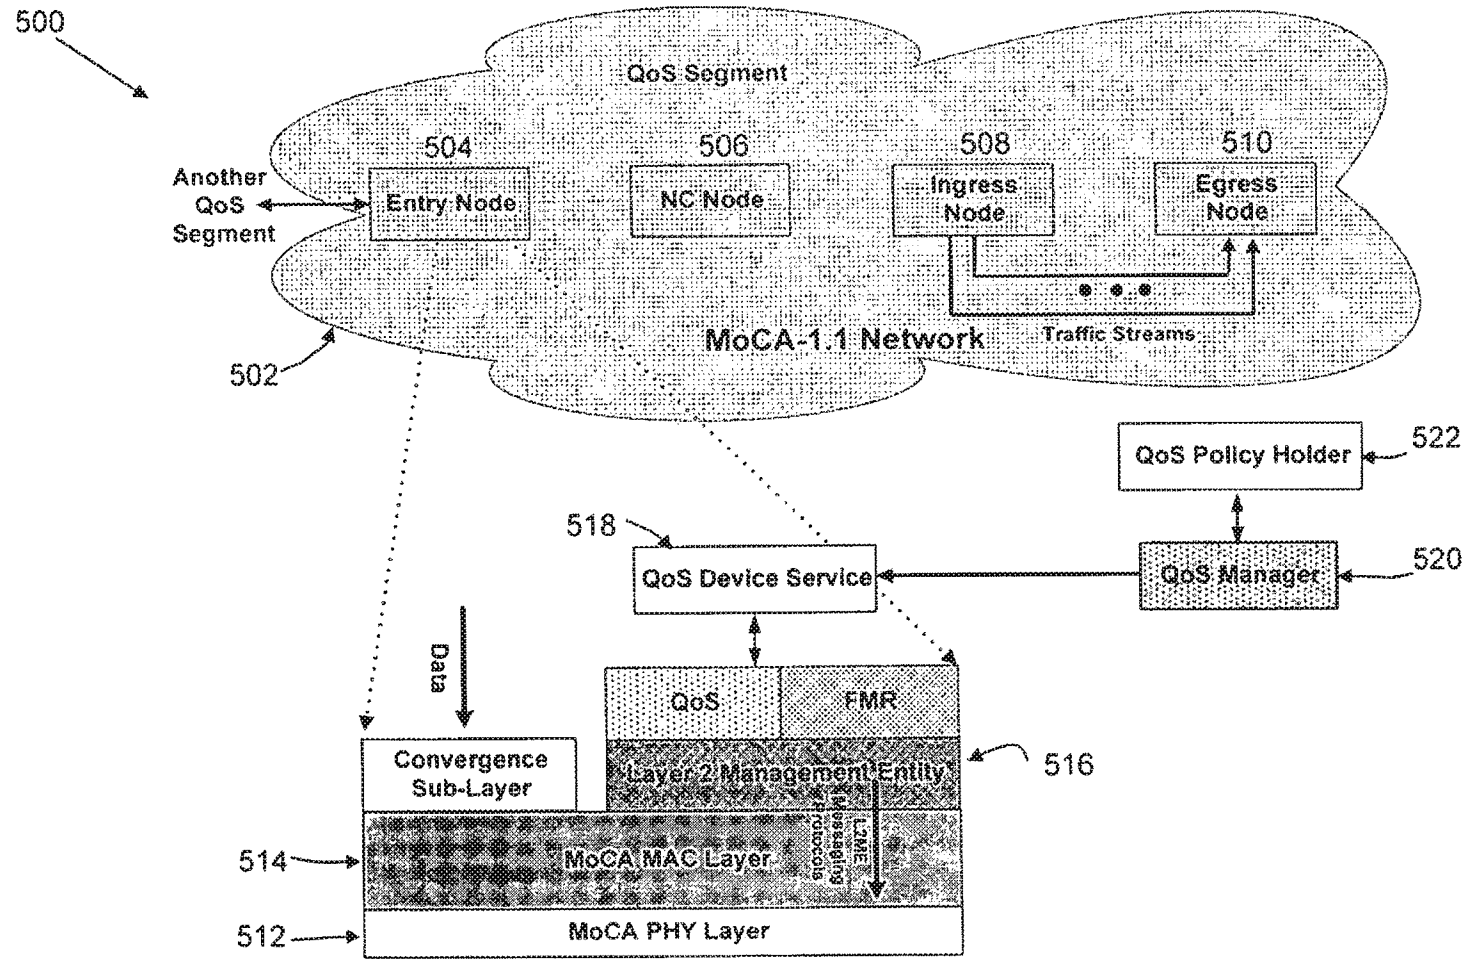 500
QoS Segment
504
506
508
510
Another
QoS
Segment
Entry Node
NC Node
Ingress
Node
Egress
Node
MoCA-1.1 Network
Traffic Streams
502
QoS Policy Holder
522
518
QoS Device Service
QoS Manager
520
Data
QoS
FMR
Convergence
Sub-Layer
Layer 2 Management Entity
516
514
MoCA MAC Layer
L2ME
Messaging
Protocols
512
MoCA PHY Layer